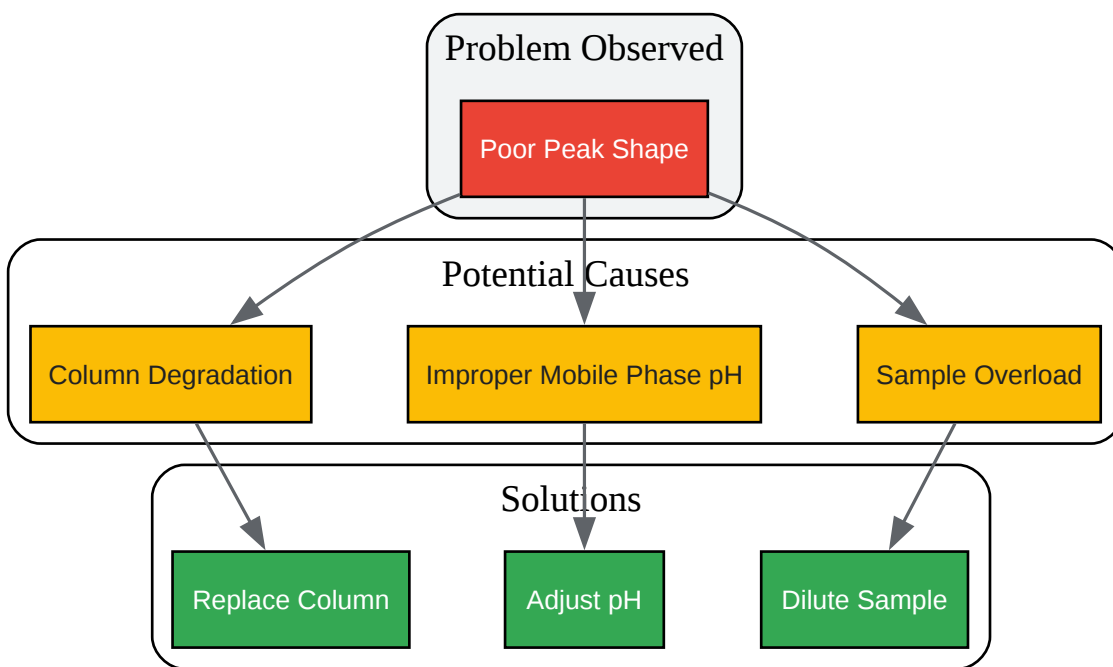 Problem Observed
Poor Peak Shape
Potential Causes
Column Degradation
Improper Mobile Phase pH
Sample Overload
Solutions
Replace Column
Adjust pH
Dilute Sample